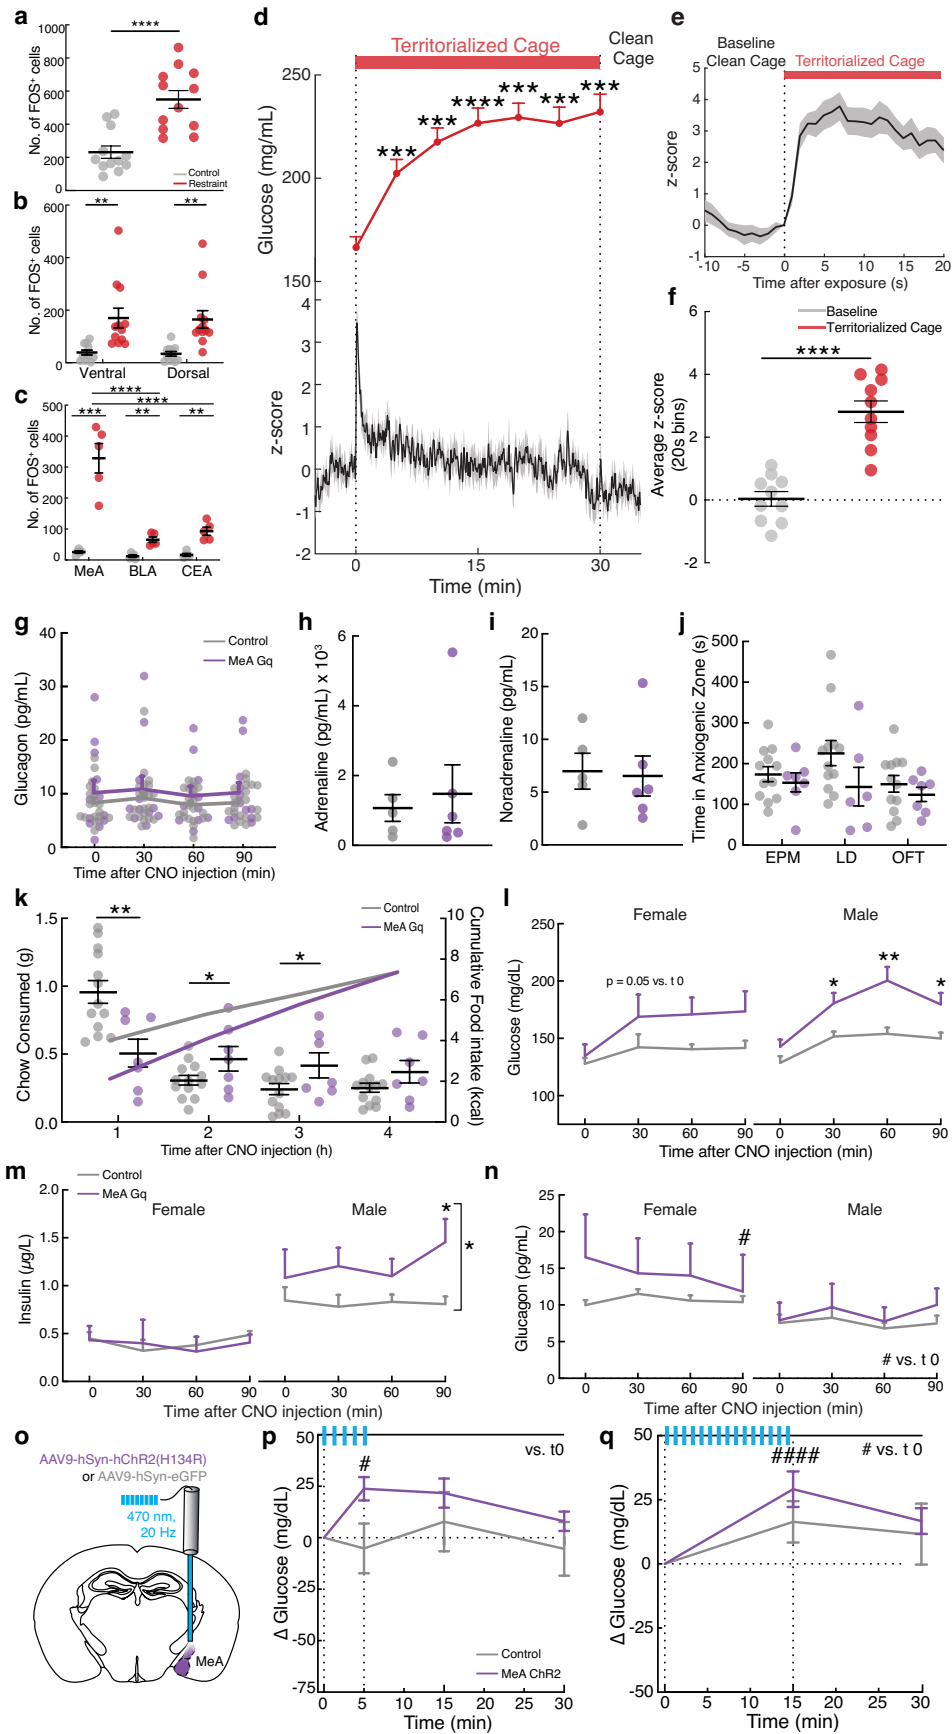 a
1000
800
600
400
200
0
No. of FOS⁺ cells
****
Control
Restraint
b
600
400
200
0
No. of FOS⁺ cells
**
**
Ventral
Dorsal
c
500
400
300
200
100
0
No. of FOS⁺ cells
****
****
***
**
**
MeA
BLA
CEA
d
Territorialized Cage
Clean
Cage
250
200
150
Glucose (mg/mL)
***
***
****
***
***
***
4
3
2
1
0
-1
-2
z-score
0
15
30
Time (min)
e
Baseline
Clean Cage
Territorialized Cage
5
4
3
2
1
0
-1
z-score
-10
-5
0
5
10
15
20
Time after exposure (s)
f
Baseline
Territorialized Cage
****
6
4
2
0
-2
Average z-score
(20s bins)
g
40
30
20
10
0
Glucagon (pg/mL)
Control
MeA Gq
0
30
60
90
Time after CNO injection (min)
h
6
4
2
0
Adrenaline (pg/mL) x 10³
i
20
15
10
5
0
Noradrenaline (pg/mL)
j
500
400
300
200
100
0
Time in Anxiogenic Zone (s)
EPM
LD
OFT
k
1.5
1.0
0.5
0.0
Chow Consumed (g)
**
*
*
Control
MeA Gq
10
8
6
4
2
0
Cumulative Food
intake (kcal)
1
2
3
4
Time after CNO injection (h)
l
Female
Male
250
200
150
100
Glucose (mg/dL)
p = 0.05 vs. t 0
*
**
*
0
30
60
90
0
30
60
90
Time after CNO injection (min)
m
Control
MeA Gq
Female
Male
2.0
1.5
1.0
0.5
0.0
Insulin (µg/L)
*
*
0
30
60
90
0
30
60
90
Time after CNO injection (min)
n
Female
Male
25
20
15
10
5
0
Glucagon (pg/mL)
#
# vs. t 0
0
30
60
90
0
30
60
90
Time after CNO injection (min)
o
AAV9-hSyn-hChR2(H134R)
or AAV9-hSyn-eGFP
470 nm,
20 Hz
MeA
p
50
25
0
-25
-50
-75
Δ Glucose (mg/dL)
vs. t0
#
Control
MeA ChR2
0
5
10
15
20
25
30
Time (min)
q
50
25
0
-25
-50
Δ Glucose (mg/dL)
# vs. t 0
####
0
5
10
15
20
25
30
Time (min)